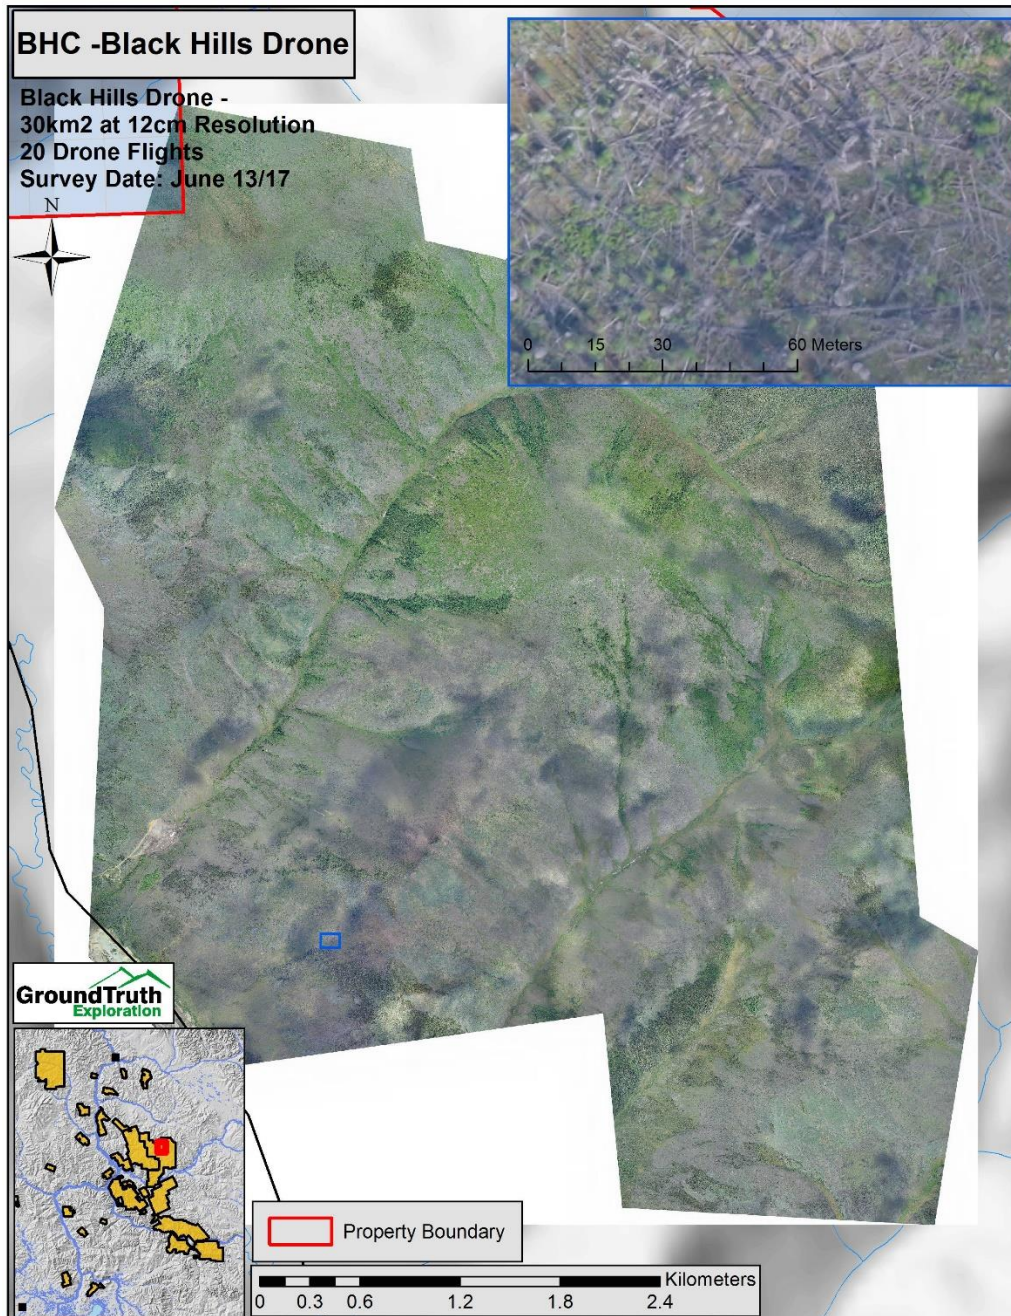 BHC -Black Hills Drone
Black Hills Drone -
30km2 at 12cm Resolution
20 Drone Flights
Survey Date: June 13/17
N
0 15 30 60 Meters
GroundTruth
Exploration
Property Boundary
Kilometers
0 0.3 0.6 1.2 1.8 2.4